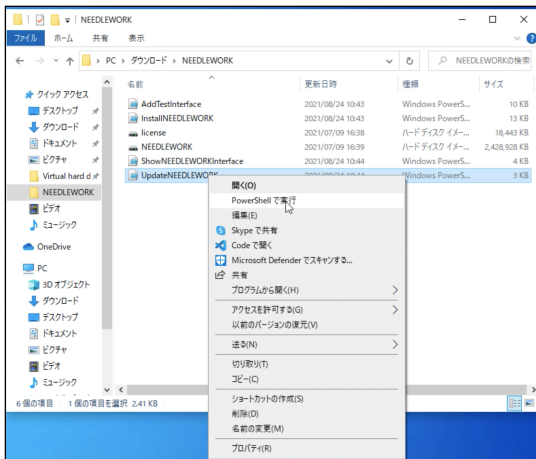 NEEDLEWORK
ファイル ホーム 共有 表示
PC ダウンロード NEEDLEWORK NEEDLEWORKの検索
名前 更新日時 種類 サイズ
クイック アクセス
デスクトップ
ダウンロード
ドキュメント
ピクチャ
Virtual hard d
NEEDLEWORK
ビデオ
ミュージック
OneDrive
PC
3D オブジェクト
ダウンロード
デスクトップ
ドキュメント
ピクチャ
ビデオ
ミュージック
AddTestInterface 2021/08/24 10:43 Windows PowerS... 10 KB
InstallNEEDLEWORK 2021/08/24 10:43 Windows PowerS... 13 KB
license 2021/07/09 16:38 ハード ディスク イメー... 18,443 KB
NEEDLEWORK 2021/07/09 16:39 ハード ディスク イメー... 2,428,928 KB
ShowNEEDLEWORKInterface 2021/08/24 10:44 Windows PowerS... 4 KB
UpdateNEEDLEWORK 2021/08/24 10:44 Windows PowerS... 3 KB
開く(O)
PowerShell で実行
編集(E)
Skype で共有
Code で開く
Microsoft Defender でスキャンする...
共有
プログラムから開く(H)
アクセスを許可する(G)
以前のバージョンの復元(V)
送る(N)
切り取り(T)
コピー(C)
ショートカットの作成(S)
削除(D)
名前の変更(M)
プロパティ(R)
6 個の項目 1 個の項目を選択 2.41 KB